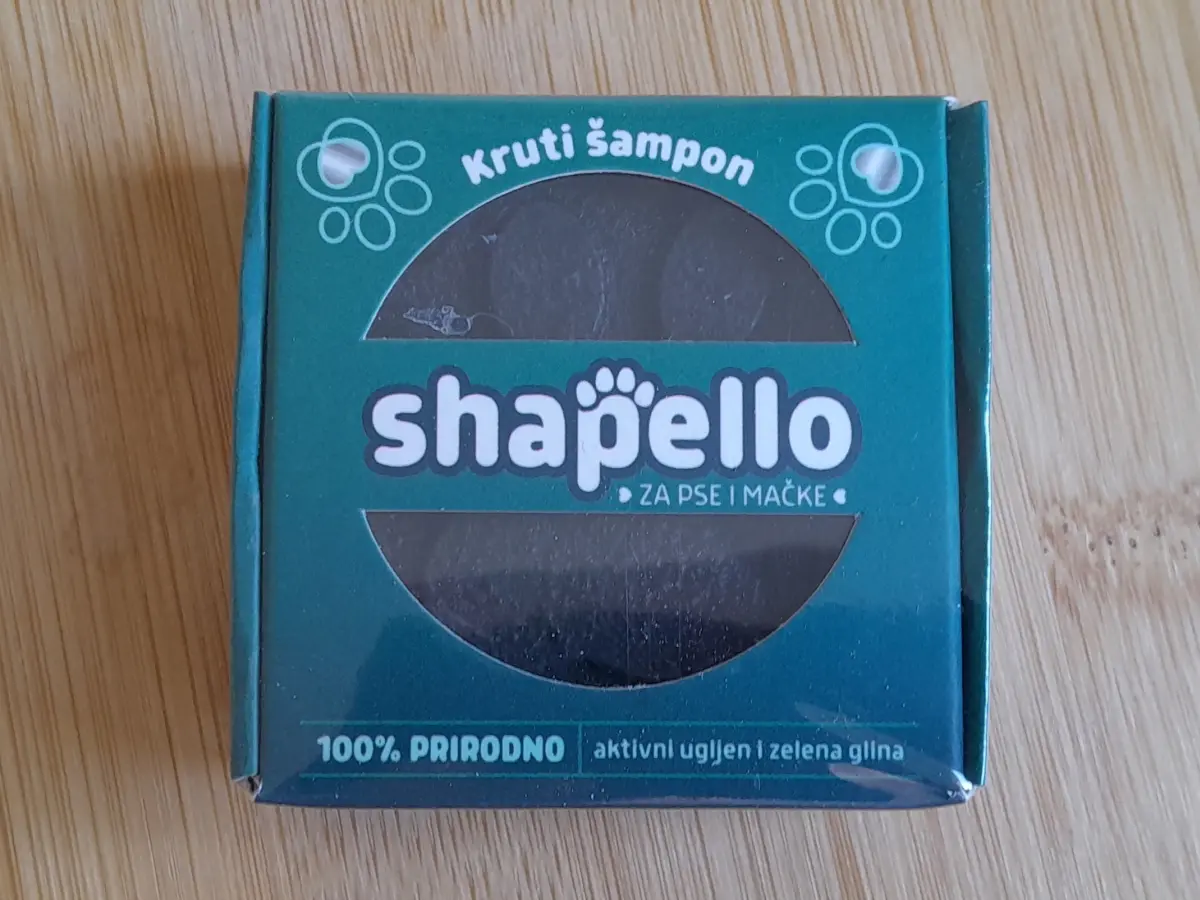 Kruti šampon
shapello
ZA PSE I MAČKE
100% PRIRODNO
aktivni ugljen i zelena glina